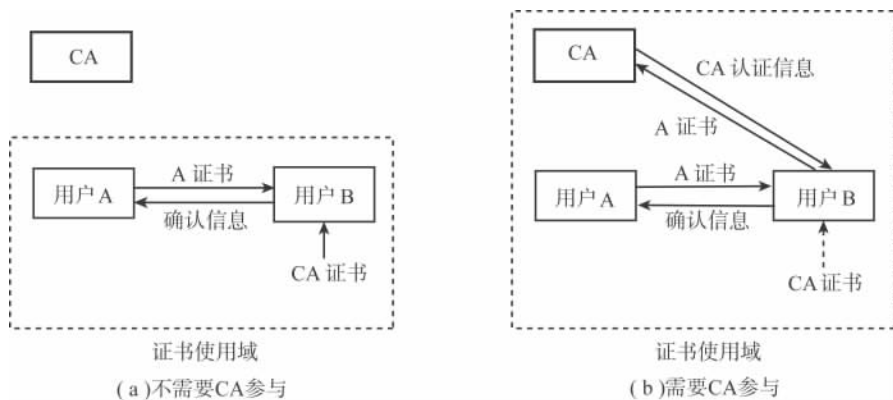 CA
A 证书
用户 A
用户 B
确认信息
CA 证书
证书使用域
( a )不需要CA参与
CA
CA 认证信息
A 证书
A 证书
用户 A
用户 B
确认信息
CA 证书
证书使用域
( b )需要CA参与